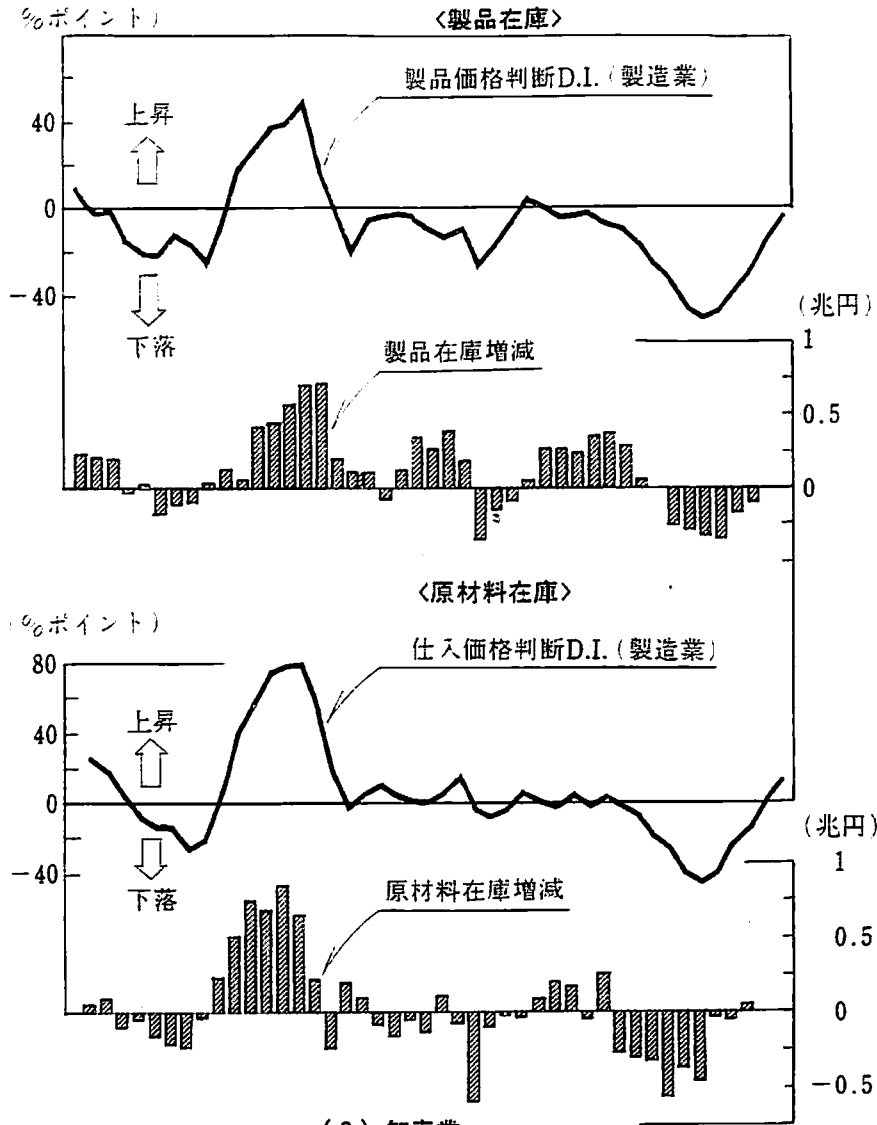 %ポイント)
〈製品在庫〉
製品価格判断D.I.(製造業)
上昇
40
0
-40
下落
(兆円)
1
製品在庫増減
0.5
0
〈原材料在庫〉
%ポイント)
仕入価格判断D.I.(製造業)
80
上昇
40
0
(兆円)
-40
下落
1
原材料在庫増減
0.5
0
-0.5